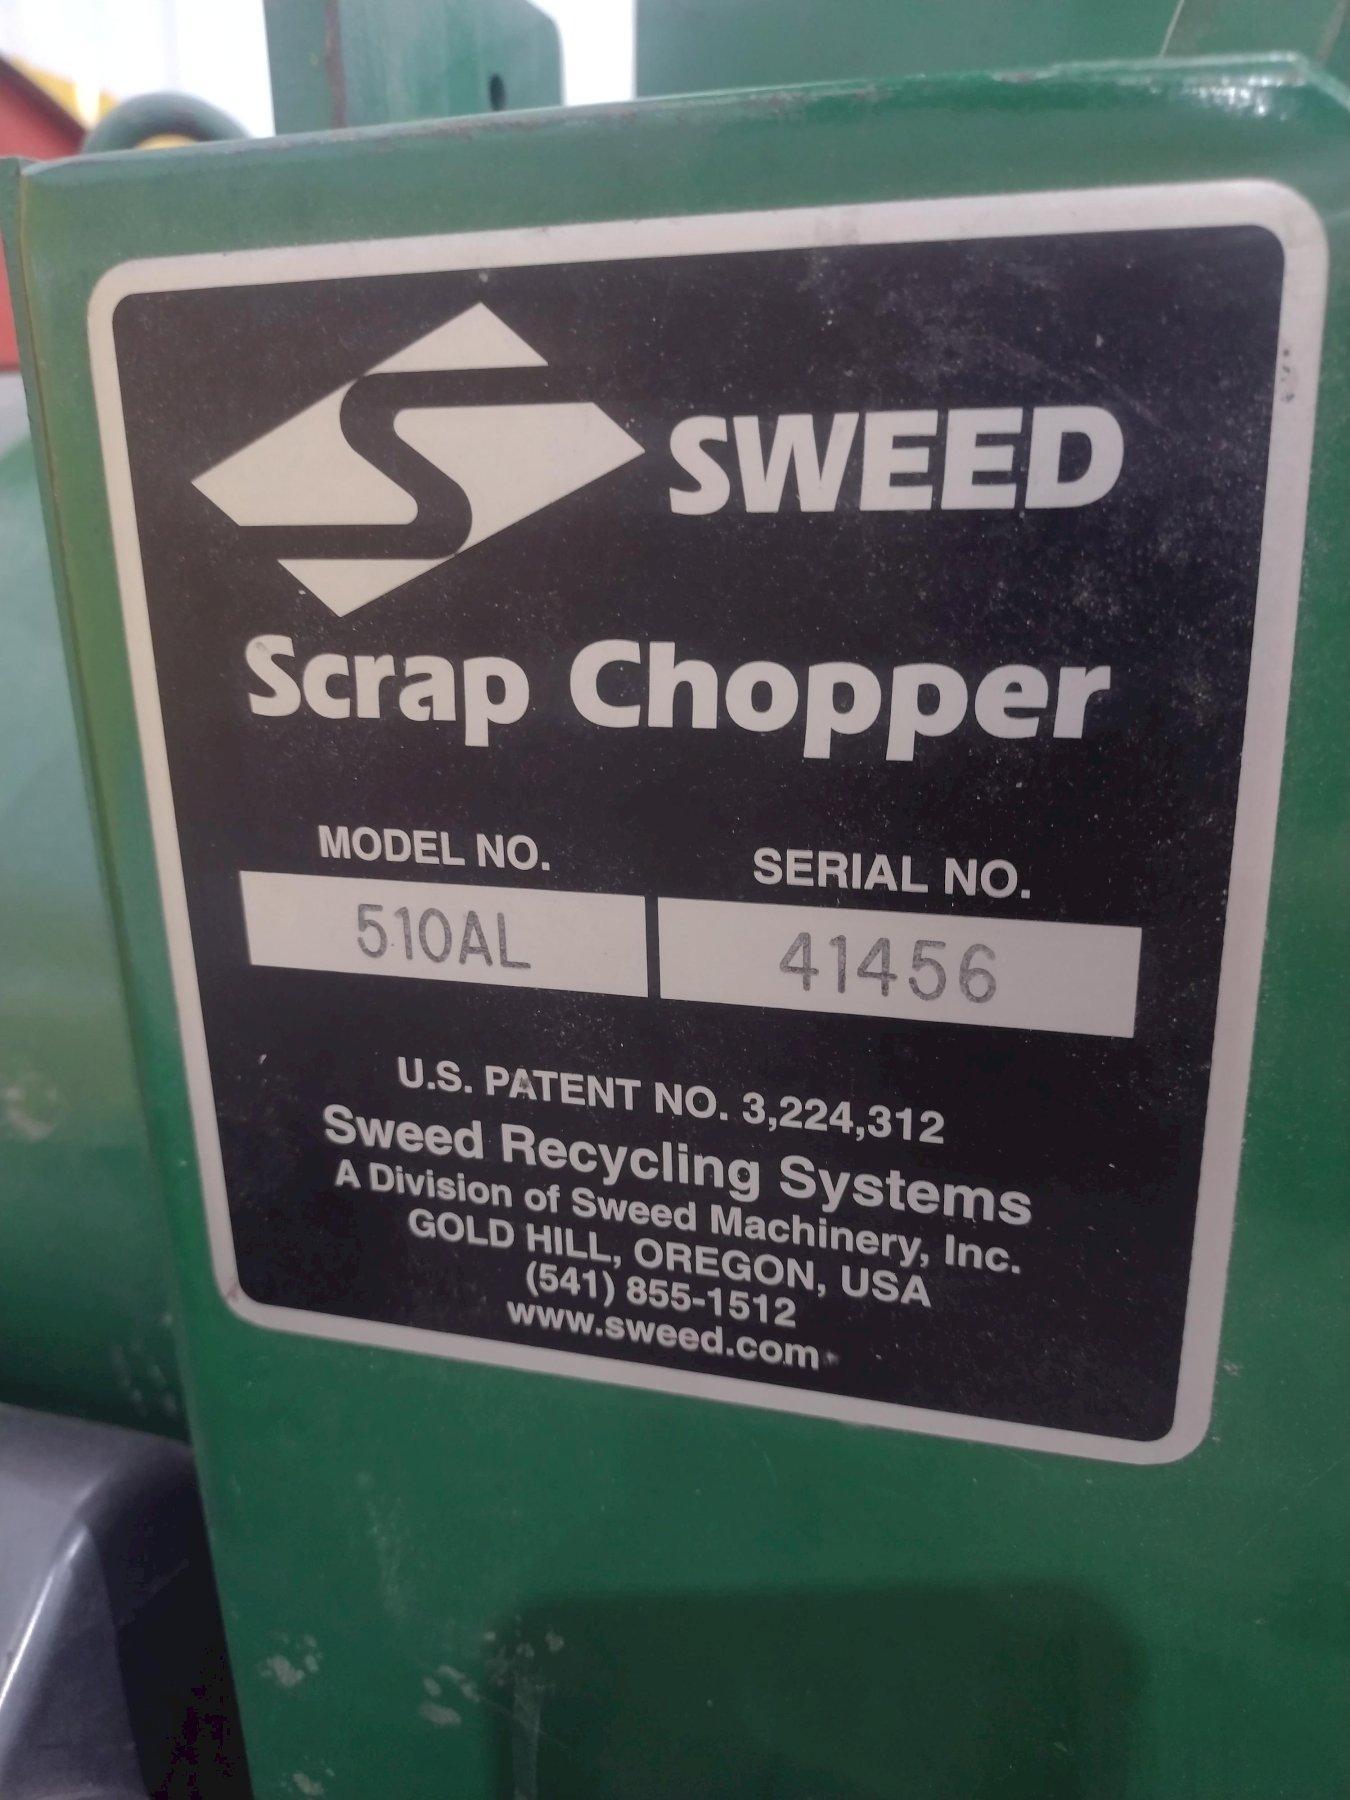 SWEED
Scrap Chopper
MODEL NO. SERIAL NO.
510AL 41456
U.S. PATENT NO. 3,224,312
Sweed Recycling Systems
A Division of Sweed Machinery, Inc.
GOLD HILL, OREGON, USA
(541) 855-1512
www.sweed.com